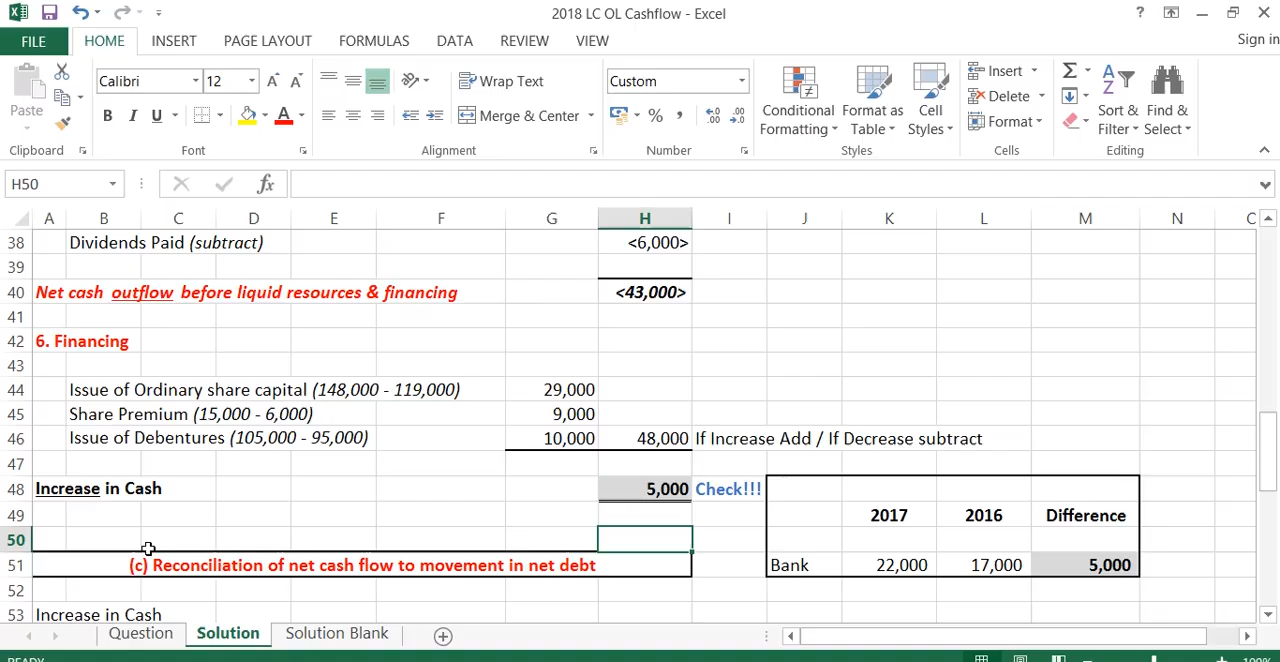 2018 LC OL Cashflow - Excel
?
FILE HOME INSERT PAGE LAYOUT FORMULAS DATA REVIEW VIEW Sign in
Paste
Calibri 12
Wrap Text
Custom
Insert
Delete
Format
B I U A
Merge & Center
% ,
Conditional Formatting
Format as Table
Cell Styles
Sort & Filter
Find & Select
Clipboard Font Alignment Number Styles Cells Editing
H50 fx
A B C D E F G H I J K L M N C
38 Dividends Paid (subtract) <6,000>
39
40 Net cash outflow before liquid resources & financing <43,000>
41
42 6. Financing
43
44 Issue of Ordinary share capital (148,000 - 119,000) 29,000
45 Share Premium (15,000 - 6,000) 9,000
46 Issue of Debentures (105,000 - 95,000) 10,000 48,000 If Increase Add / If Decrease subtract
47
48 Increase in Cash 5,000 Check!!!
49 2017 2016 Difference
50
51 (c) Reconciliation of net cash flow to movement in net debt Bank 22,000 17,000 5,000
52
53 Increase in Cash
Question Solution Solution Blank
READY 100%